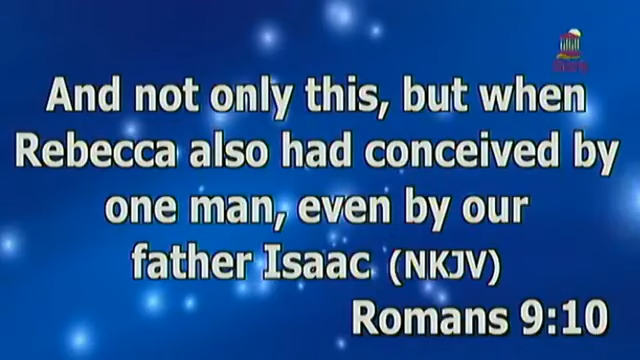 And not only this, but when
Rebecca also had conceived by
one man, even by our
father Isaac (NKJV)
Romans 9:10